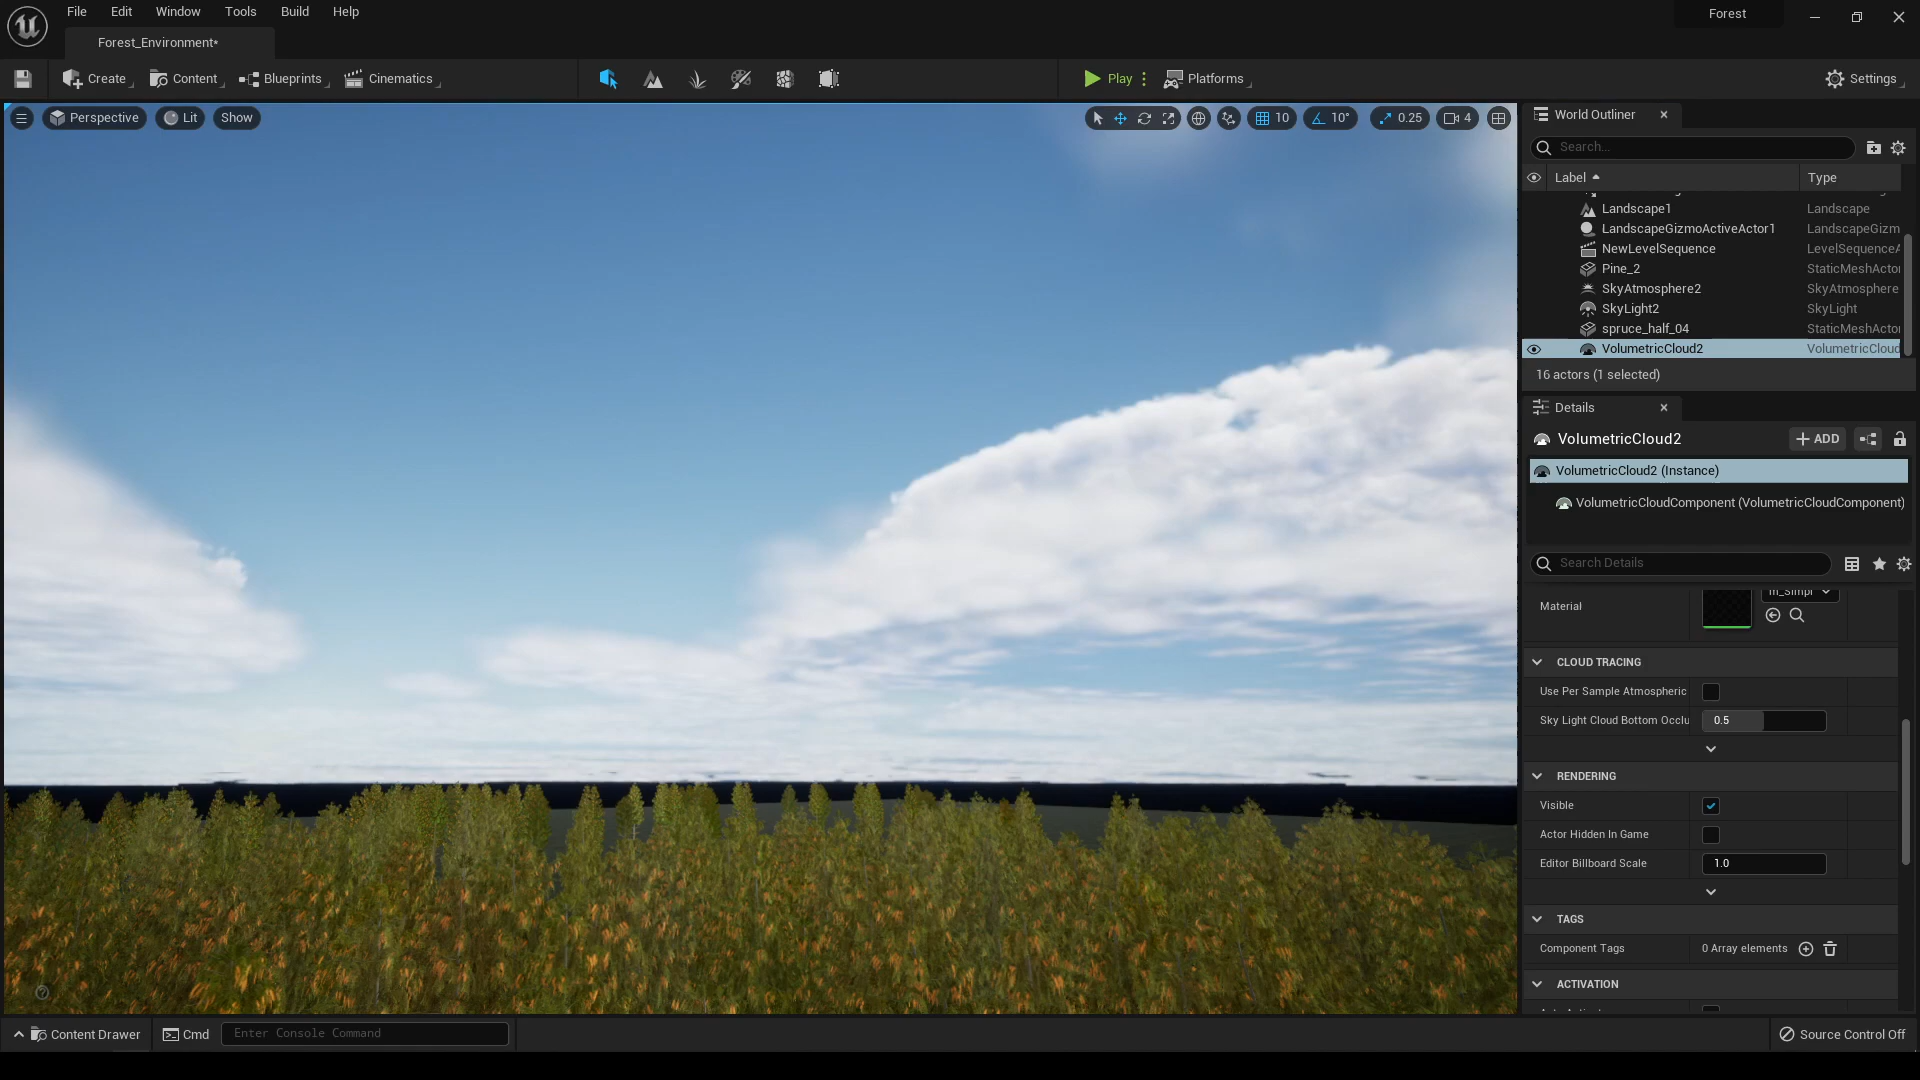 File Edit Window Tools Build Help
Forest
Forest_Environment*
Create Content Blueprints Cinematics Play Platforms Settings
Perspective Lit Show 10 10° 0.25 4
World Outliner
Search...
Label Type
Landscape1 Landscape
LandscapeGizmoActiveActor1 LandscapeGizm
NewLevelSequence LevelSequenceA
Pine_2 StaticMeshActo
SkyAtmosphere2 SkyAtmosphere
SkyLight2 SkyLight
spruce_half_04 StaticMeshActo
VolumetricCloud2 VolumetricCloud
16 actors (1 selected)
Details
VolumetricCloud2 ADD
VolumetricCloud2 (Instance)
VolumetricCloudComponent (VolumetricCloudComponent)
Search Details
m_Simpl
Material
CLOUD TRACING
Use Per Sample Atmospheric
Sky Light Cloud Bottom Occlu 0.5
RENDERING
Visible
Actor Hidden In Game
Editor Billboard Scale 1.0
TAGS
Component Tags 0 Array elements
ACTIVATION
Content Drawer Cmd Enter Console Command Source Control Off